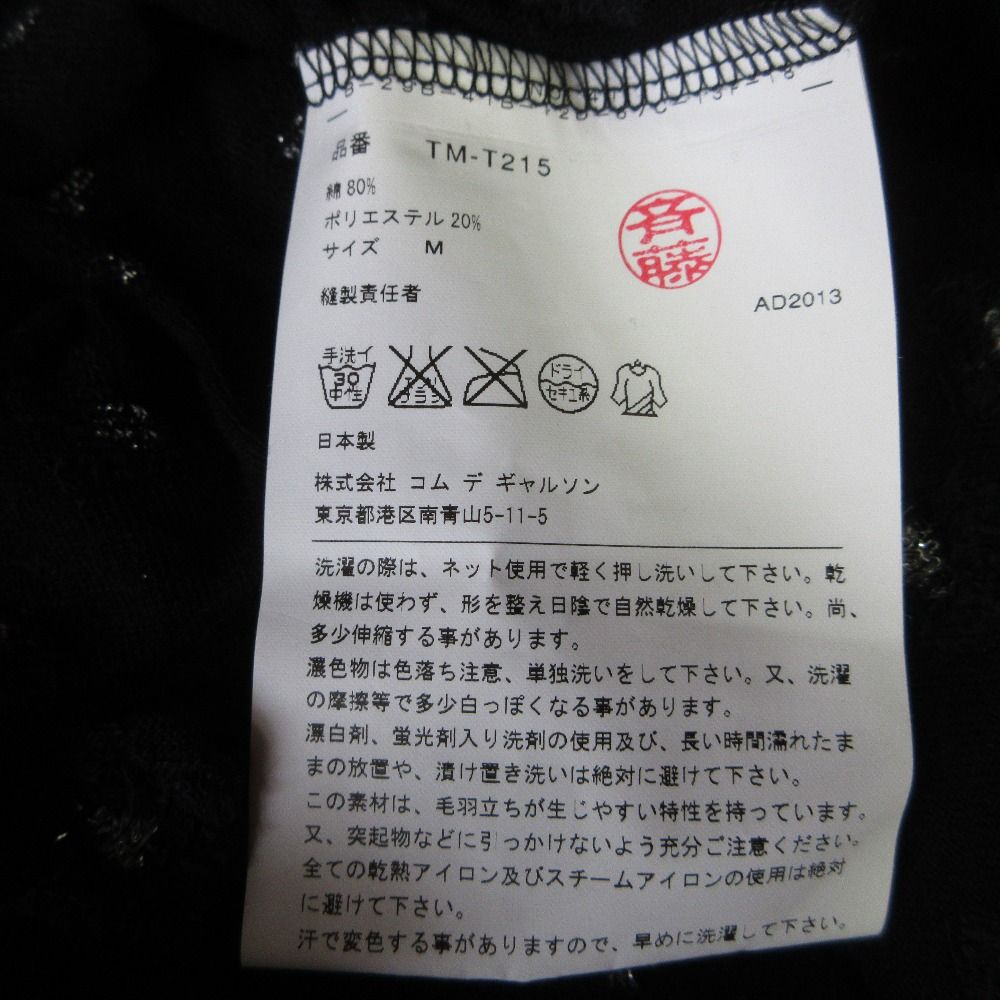 品番 TM-T215
綿 80%
ポリエステル 20%
サイズ M
斉藤
縫製責任者
AD2013
手洗イ
30
中性
ドライ
セキユ系
日本製
株式会社 コム デ ギャルソン
東京都港区南青山5-11-5
洗濯の際は、ネット使用で軽く押し洗いして下さい。乾
燥機は使わず、形を整え日陰で自然乾燥して下さい。尚、
多少伸縮する事があります。
濃色物は色落ち注意、単独洗いをして下さい。又、洗濯
の摩擦等で多少白っぽくなる事があります。
漂白剤、蛍光剤入り洗剤の使用及び、長い時間濡れたま
まの放置や、漬け置き洗いは絶対に避けて下さい。
この素材は、毛羽立ちが生じやすい特性を持っています。
又、突起物などに引っかけないよう充分ご注意ください。
全ての乾熱アイロン及びスチームアイロンの使用は絶対
に避けて下さい。
汗で変色する事がありますので、早めに洗濯して下さい。